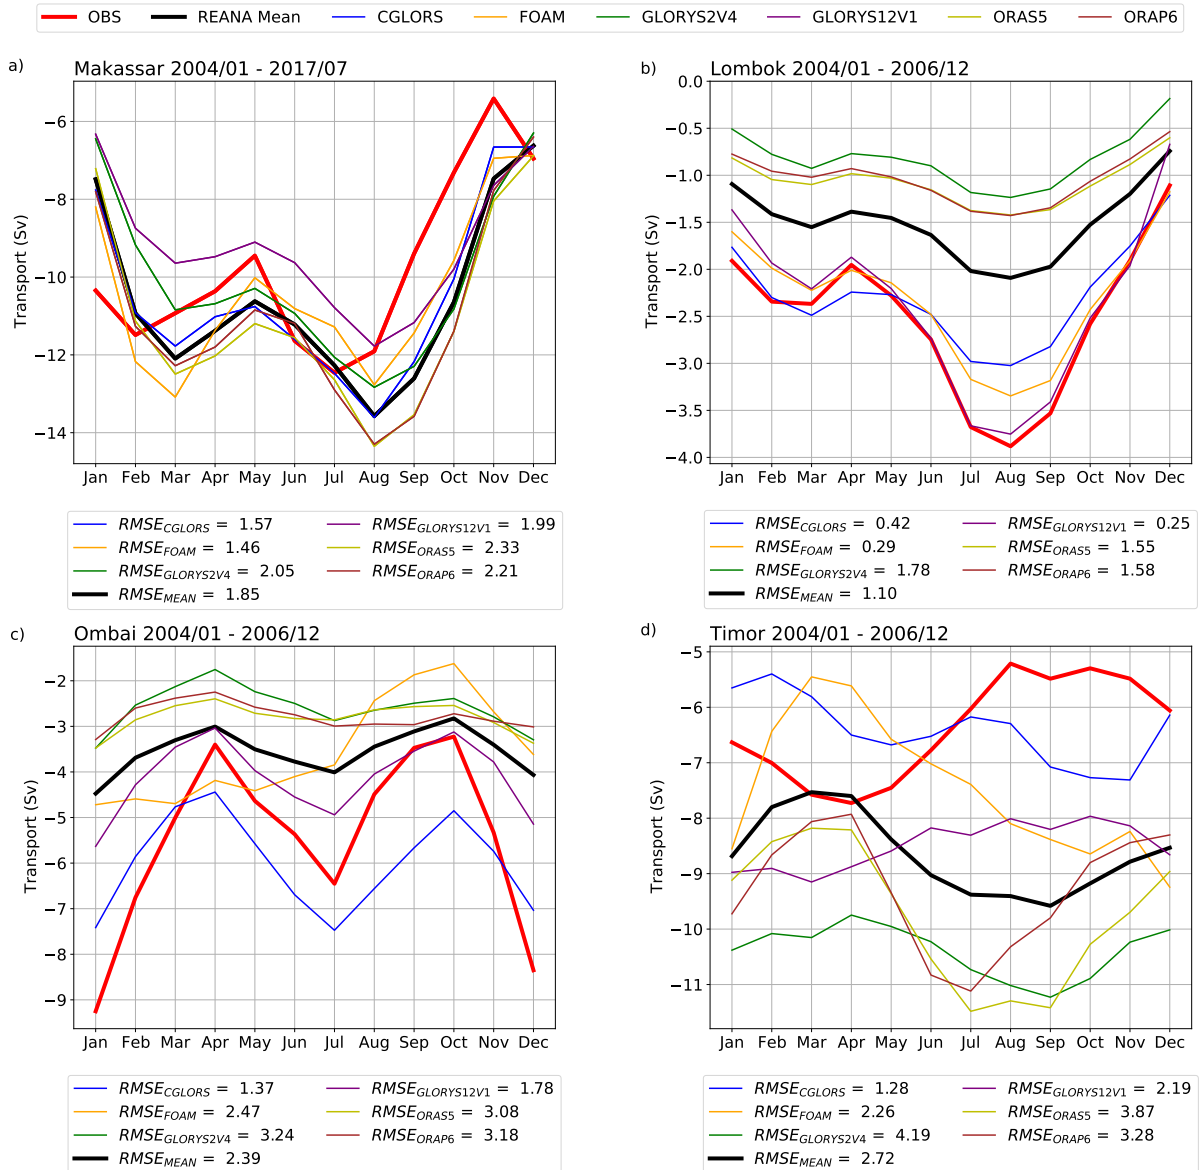 OBS REANA Mean CGLORS FOAM GLORYS2V4 GLORYS12V1 ORAS5 ORAP6
a) Makassar 2004/01 - 2017/07
Transport (Sv)
−6
−8
−10
−12
−14
Jan Feb Mar Apr May Jun Jul Aug Sep Oct Nov Dec
RMSE_CGLORS = 1.57 RMSE_GLORYS12V1 = 1.99
RMSE_FOAM = 1.46 RMSE_ORAS5 = 2.33
RMSE_GLORYS2V4 = 2.05 RMSE_ORAP6 = 2.21
RMSE_MEAN = 1.85
b) Lombok 2004/01 - 2006/12
Transport (Sv)
0.0
−0.5
−1.0
−1.5
−2.0
−2.5
−3.0
−3.5
−4.0
Jan Feb Mar Apr May Jun Jul Aug Sep Oct Nov Dec
RMSE_CGLORS = 0.42 RMSE_GLORYS12V1 = 0.25
RMSE_FOAM = 0.29 RMSE_ORAS5 = 1.55
RMSE_GLORYS2V4 = 1.78 RMSE_ORAP6 = 1.58
RMSE_MEAN = 1.10
c) Ombai 2004/01 - 2006/12
Transport (Sv)
−2
−3
−4
−5
−6
−7
−8
−9
Jan Feb Mar Apr May Jun Jul Aug Sep Oct Nov Dec
RMSE_CGLORS = 1.37 RMSE_GLORYS12V1 = 1.78
RMSE_FOAM = 2.47 RMSE_ORAS5 = 3.08
RMSE_GLORYS2V4 = 3.24 RMSE_ORAP6 = 3.18
RMSE_MEAN = 2.39
d) Timor 2004/01 - 2006/12
Transport (Sv)
−5
−6
−7
−8
−9
−10
−11
Jan Feb Mar Apr May Jun Jul Aug Sep Oct Nov Dec
RMSE_CGLORS = 1.28 RMSE_GLORYS12V1 = 2.19
RMSE_FOAM = 2.26 RMSE_ORAS5 = 3.87
RMSE_GLORYS2V4 = 4.19 RMSE_ORAP6 = 3.28
RMSE_MEAN = 2.72